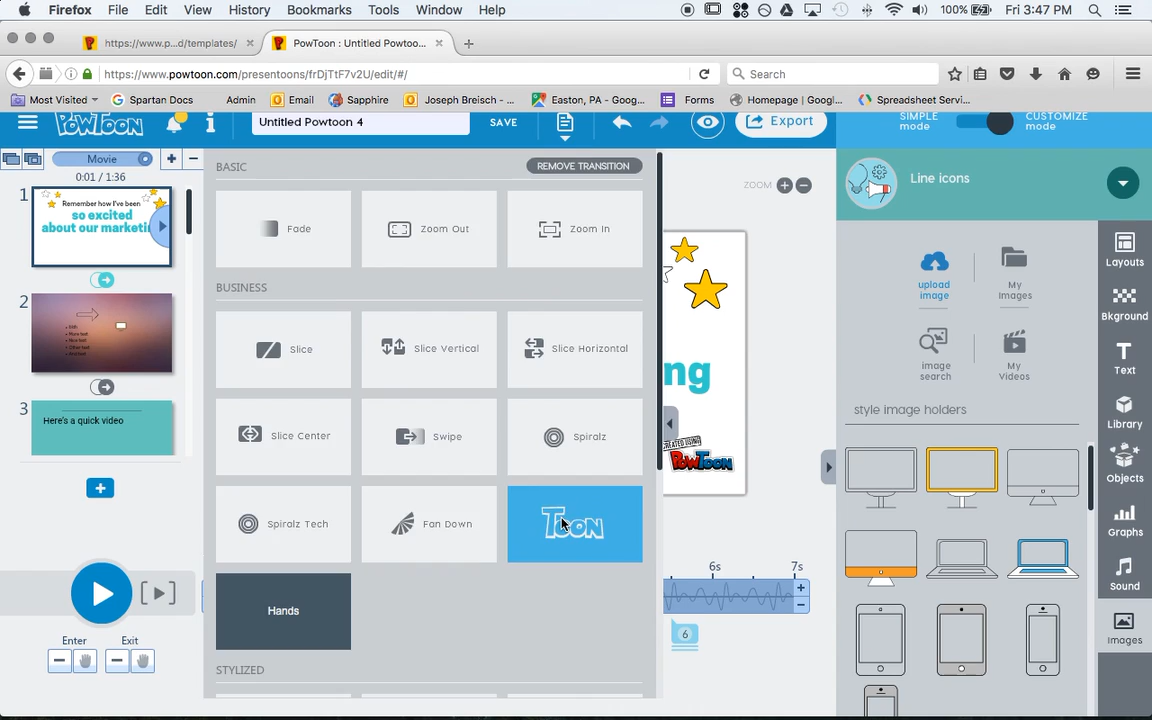 Firefox File Edit View History Bookmarks Tools Window Help 100% Fri 3:47 PM
https://www.p...d/templates/ PowToon : Untitled Powtoo...
https://www.powtoon.com/presentoons/frDjTtF7v2U/edit/#/ Search
Most Visited Spartan Docs Admin Email Sapphire Joseph Breisch - ... Easton, PA - Goog... Forms Homepage | Googl... Spreadsheet Servi...
POWTOON Untitled Powtoon 4 SAVE Export SIMPLE mode CUSTOMIZE mode
Movie
0:01 / 1:36
1
Remember how I've been
so excited
about our marketi
2
3
Here's a quick video
Enter Exit
BASIC REMOVE TRANSITION
Fade Zoom Out Zoom In
BUSINESS
Slice Slice Vertical Slice Horizontal
Slice Center Swipe Spiralz
Spiralz Tech Fan Down TOON
Hands
STYLIZED
ZOOM
ng
CREATED USING
POWTOON
6s 7s
6
Line icons
upload image My Images
image search My Videos
style image holders
Layouts
Bkground
Text
Library
Objects
Graphs
Sound
Images